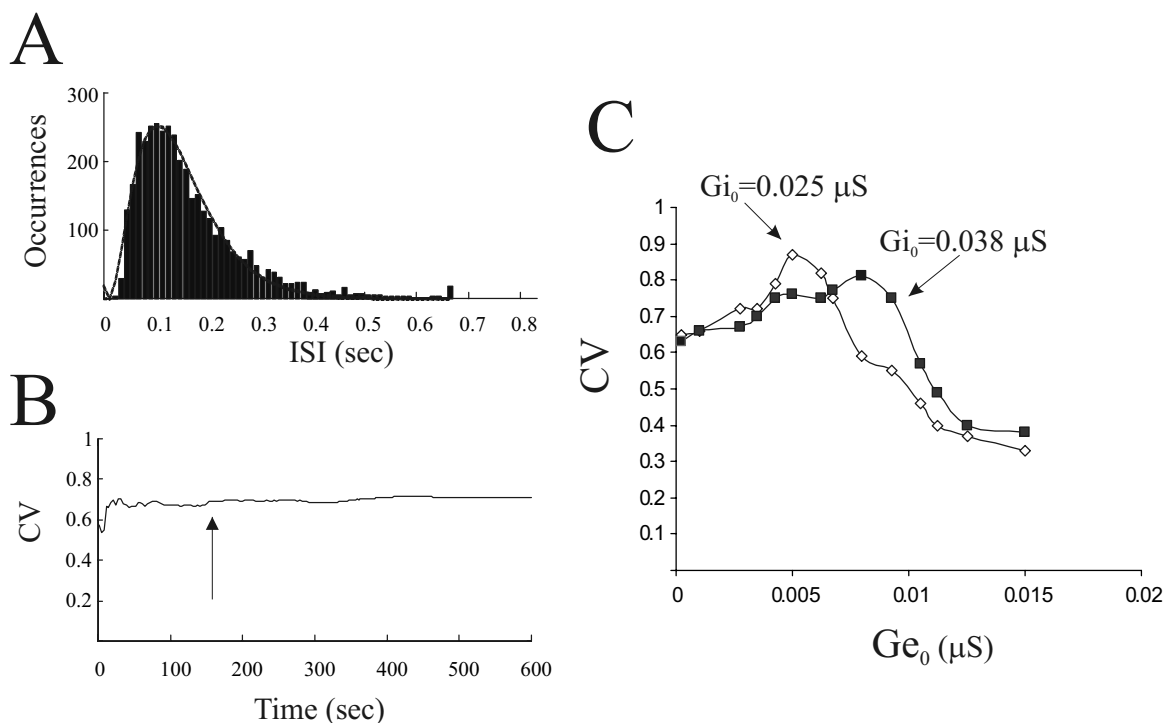 A
300
200
100
Occurrences
0 0.1 0.2 0.3 0.4 0.5 0.6 0.7 0.8
ISI (sec)
B
1
0.8
0.6
0.4
0.2
CV
0 100 200 300 400 500 600
Time (sec)
C
Gi₀=0.025 μS
Gi₀=0.038 μS
1
0.9
0.8
0.7
0.6
0.5
0.4
0.3
0.2
0.1
CV
0 0.005 0.01 0.015 0.02
Ge₀ (μS)